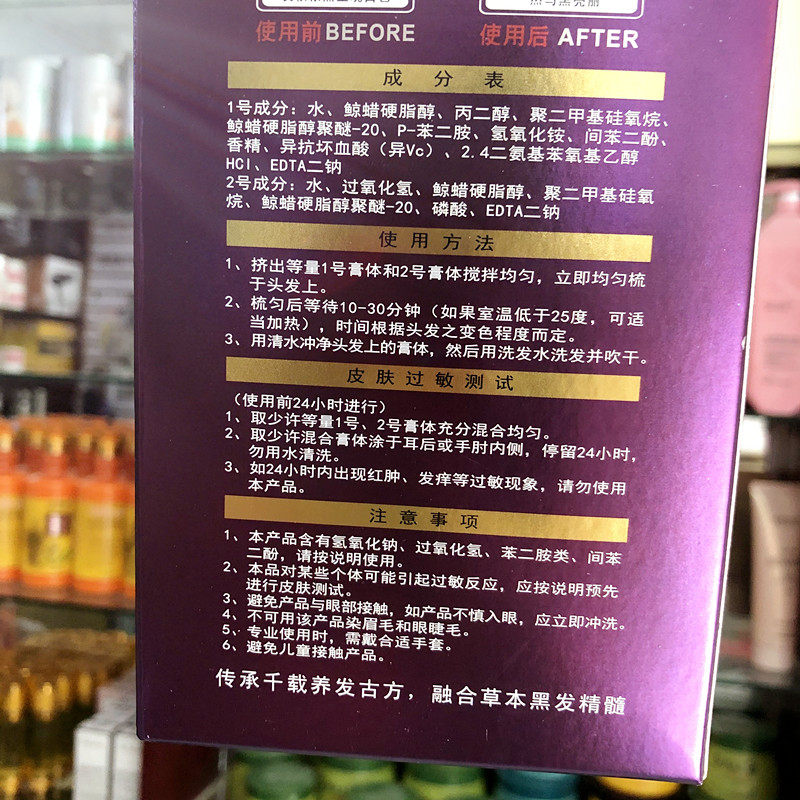 使用前 BEFORE
使用后 AFTER
成分表
1号成分：水、鲸蜡硬脂醇、丙二醇、聚二甲基硅氧烷、
鲸蜡硬脂醇聚醚-20、P-苯二胺、氢氧化铵、间苯二酚、
香精、异抗坏血酸（异Vc）、2.4二氨基苯氧基乙醇
HCl、EDTA二钠
2号成分：水、过氧化氢、鲸蜡硬脂醇、聚二甲基硅氧
烷、鲸蜡硬脂醇聚醚-20、磷酸、EDTA二钠
使用方法
1、挤出等量1号膏体和2号膏体搅拌均匀，立即均匀梳
于头发上。
2、梳匀后等待10-30分钟（如果室温低于25度，可适
当加热），时间根据头发之变色程度而定。
3、用清水冲净头发上的膏体，然后用洗发水洗发并吹干。
皮肤过敏测试
（使用前24小时进行）
1、取少许等量1号、2号膏体充分混合均匀。
2、取少许混合膏体涂于耳后或手肘内侧，停留24小时，
勿用水清洗。
3、如24小时内出现红肿、发痒等过敏现象，请勿使用
本产品。
注意事项
1、本产品含有氢氧化钠、过氧化氢、苯二胺类、间苯
二酚，请按说明使用。
2、本品对某些个体可能引起过敏反应，应按说明预先
进行皮肤测试。
3、避免产品与眼部接触，如产品不慎入眼，应立即冲洗。
4、不可用该产品染眉毛和眼睫毛。
5、专业使用时，需戴合适手套。
6、避免儿童接触产品。
传承千载养发古方，融合草本黑发精髓